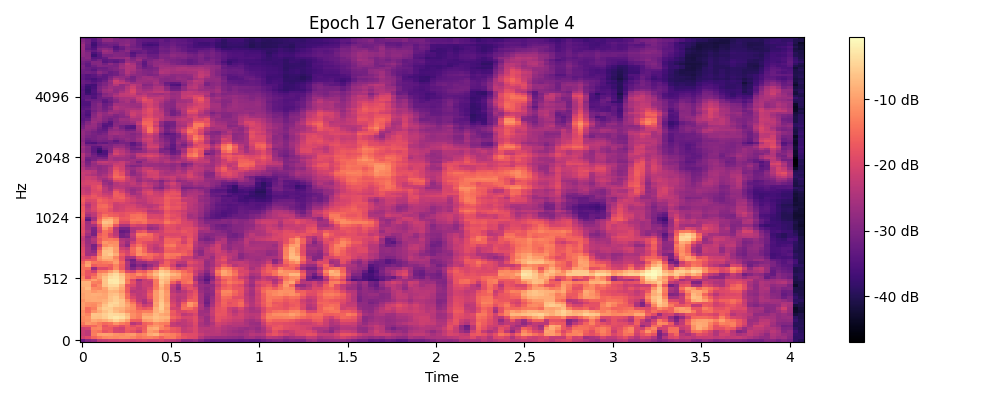 Epoch 17 Generator 1 Sample 4
Hz
4096
2048
1024
512
0
0 0.5 1 1.5 2 2.5 3 3.5 4
Time
-10 dB
-20 dB
-30 dB
-40 dB